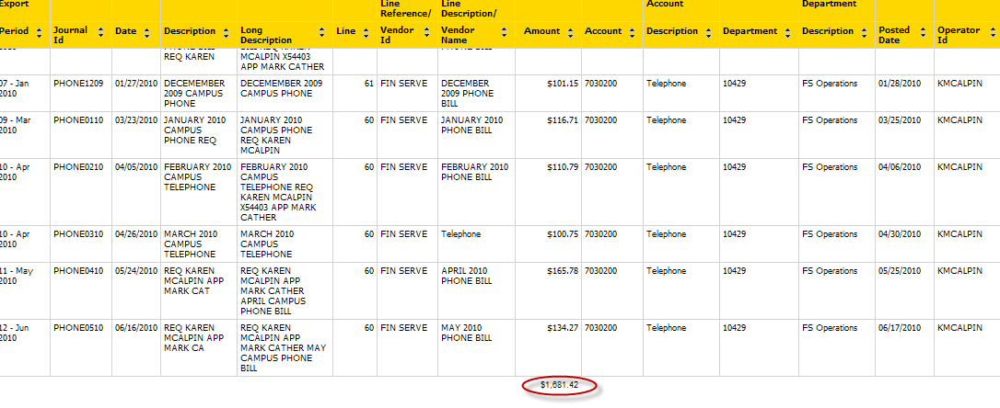 Export Line Line Account Department
Reference/ Description/
Period Journal Date Description Long Line Vendor Vendor Amount Account Description Department Description Posted Operator
Id Description Id Name Date Id
REQ KAREN MCALPIN X54403
APP MARK CATHER
07 - Jan PHONE1209 01/27/2010 DECEMEMBER DECEMEMBER 2009 61 FIN SERVE DECEMBER $101.15 7030200 Telephone 10429 FS Operations 01/28/2010 KMCALPIN
2010 2009 CAMPUS CAMPUS PHONE 2009 PHONE
PHONE BILL
09 - Mar PHONE0110 03/23/2010 JANUARY 2010 JANUARY 2010 60 FIN SERVE JANUARY 2010 $116.71 7030200 Telephone 10429 FS Operations 03/25/2010 KMCALPIN
2010 CAMPUS CAMPUS PHONE PHONE BILL
PHONE REQ REQ KAREN
MCALPIN
10 - Apr PHONE0210 04/05/2010 FEBRUARY 2010 FEBRUARY 2010 60 FIN SERVE FEBRUARY 2010 $110.79 7030200 Telephone 10429 FS Operations 04/06/2010 KMCALPIN
2010 CAMPUS CAMPUS PHONE BILL
TELEPHONE TELEPHONE REQ
KAREN MCALPIN
X54403 APP MARK
CATHER
10 - Apr PHONE0310 04/26/2010 MARCH 2010 MARCH 2010 60 FIN SERVE Telephone $100.75 7030200 Telephone 10429 FS Operations 04/30/2010 KMCALPIN
2010 CAMPUS CAMPUS
TELEPHONE TELEPHONE
11 - May PHONE0410 05/24/2010 REQ KAREN REQ KAREN 60 FIN SERVE APRIL 2010 $165.78 7030200 Telephone 10429 FS Operations 05/25/2010 KMCALPIN
2010 MCALPIN APP MCALPIN APP PHONE BILL
MARK CAT MARK CATHER
APRIL CAMPUS
PHONE BILL
12 - Jun PHONE0510 06/16/2010 REQ KAREN REQ KAREN 60 FIN SERVE MAY 2010 $134.27 7030200 Telephone 10429 FS Operations 06/17/2010 KMCALPIN
2010 MCALPIN APP MCALPIN APP PHONE BILL
MARK CA MARK CATHER MAY
CAMPUS PHONE
BILL
$1,681.42